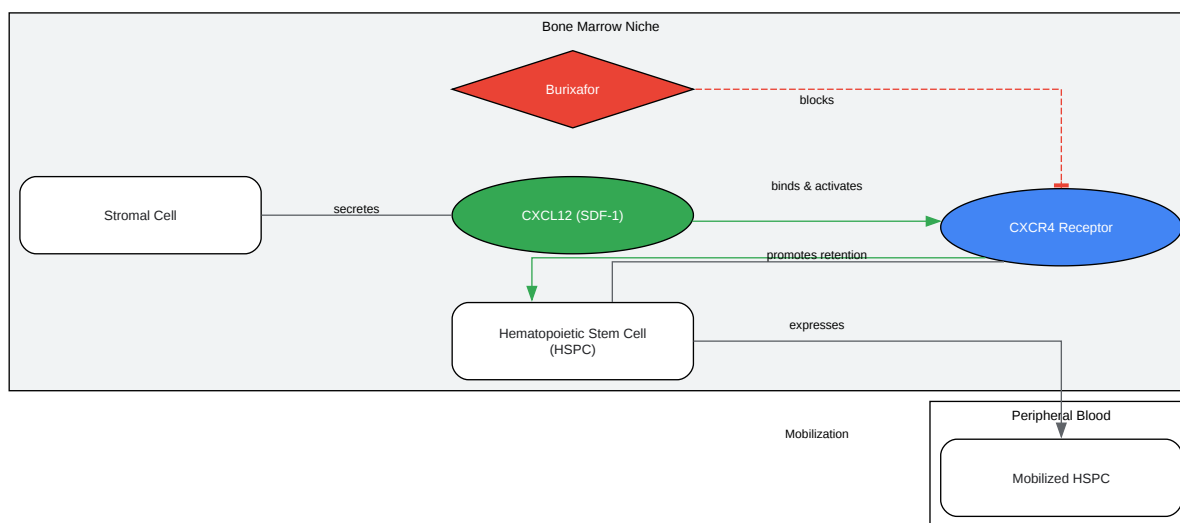 Bone Marrow Niche
Burixafor
blocks
Stromal Cell
secretes
CXCL12 (SDF-1)
binds & activates
CXCR4 Receptor
promotes retention
Hematopoietic Stem Cell
(HSPC)
expresses
Peripheral Blood
Mobilization
Mobilized HSPC